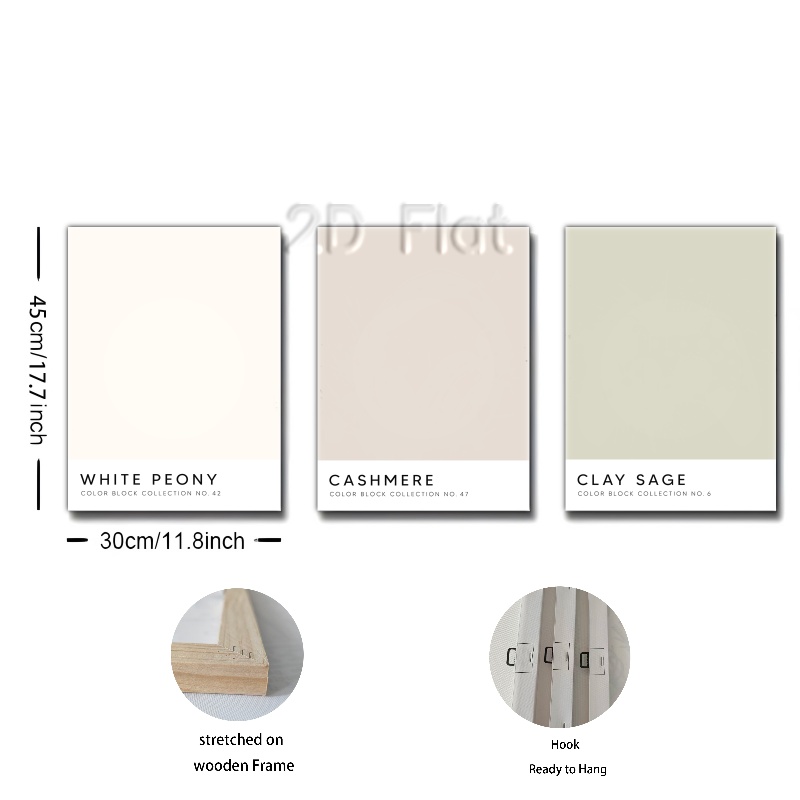 2D Flat
45cm/17.7inch
WHITE PEONY
COLOR BLOCK COLLECTION NO. 42
CASHMERE
COLOR BLOCK COLLECTION NO. 47
CLAY SAGE
COLOR BLOCK COLLECTION NO. 6
30cm/11.8inch
stretched on
wooden Frame
Hook
Ready to Hang